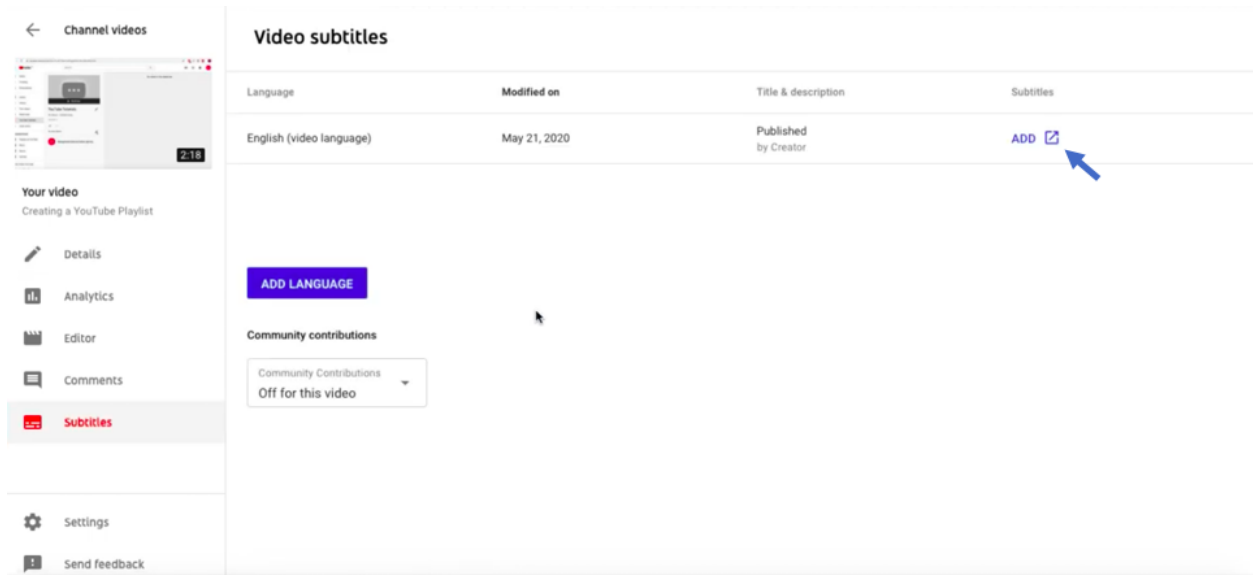 Channel videos
2:18
Your video
Creating a YouTube Playlist
Details
Analytics
Editor
Comments
Subtitles
Settings
Send feedback
Video subtitles
Language Modified on Title & description Subtitles
English (video language) May 21, 2020 Published ADD
by Creator
ADD LANGUAGE
Community contributions
Community Contributions
Off for this video